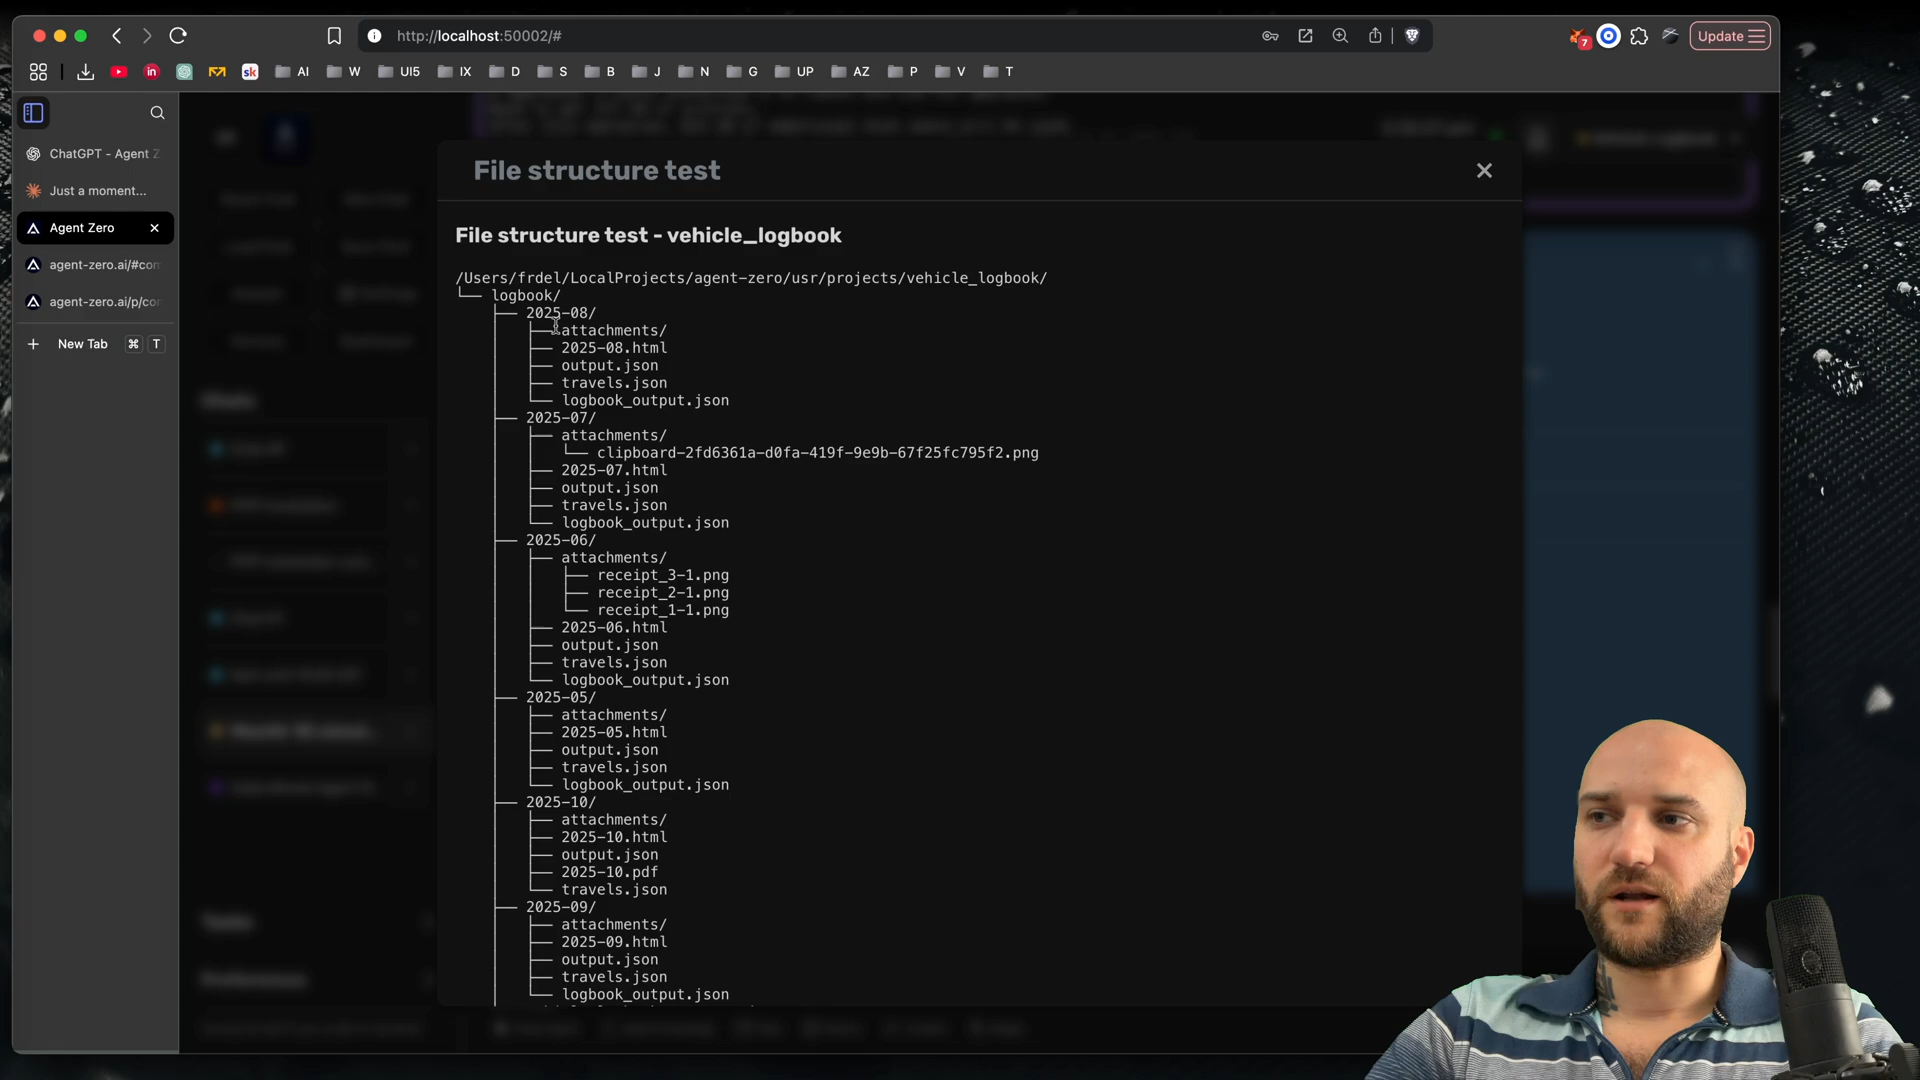 http://localhost:50002/#
7
Update
sk
AI
W
UI5
IX
D
S
B
J
N
G
UP
AZ
P
V
T
ChatGPT - Agent Z
Just a moment...
Agent Zero
agent-zero.ai/#con
agent-zero.ai/p/con
New Tab
⌘ T
File structure test
File structure test - vehicle_logbook
/Users/frdel/LocalProjects/agent-zero/usr/projects/vehicle_logbook/
└── logbook/
├── 2025-08/
│ ├── attachments/
│ ├── 2025-08.html
│ ├── output.json
│ ├── travels.json
│ └── logbook_output.json
├── 2025-07/
│ ├── attachments/
│ │ └── clipboard-2fd6361a-d0fa-419f-9e9b-67f25fc795f2.png
│ ├── 2025-07.html
│ ├── output.json
│ ├── travels.json
│ └── logbook_output.json
├── 2025-06/
│ ├── attachments/
│ │ ├── receipt_3-1.png
│ │ ├── receipt_2-1.png
│ │ └── receipt_1-1.png
│ ├── 2025-06.html
│ ├── output.json
│ ├── travels.json
│ └── logbook_output.json
├── 2025-05/
│ ├── attachments/
│ ├── 2025-05.html
│ ├── output.json
│ ├── travels.json
│ └── logbook_output.json
├── 2025-10/
│ ├── attachments/
│ ├── 2025-10.html
│ ├── output.json
│ ├── 2025-10.pdf
│ └── travels.json
├── 2025-09/
│ ├── attachments/
│ ├── 2025-09.html
│ ├── output.json
│ ├── travels.json
│ └── logbook_output.json
Chats
Tasks
Preferences